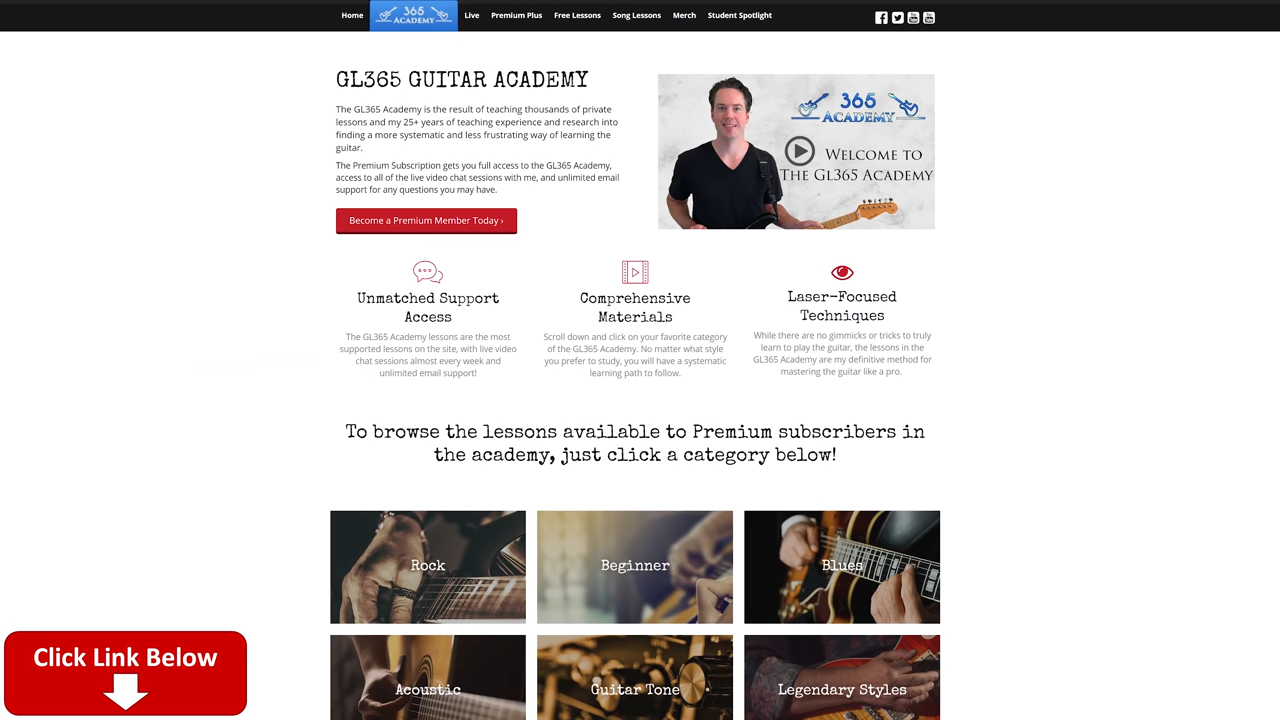 Home
365
ACADEMY
Live
Premium Plus
Free Lessons
Song Lessons
Merch
Student Spotlight
GL365 GUITAR ACADEMY
The GL365 Academy is the result of teaching thousands of private
lessons and my 25+ years of teaching experience and research into
finding a more systematic and less frustrating way of learning the
guitar.
The Premium Subscription gets you full access to the GL365 Academy,
access to all of the live video chat sessions with me, and unlimited email
support for any questions you may have.
Become a Premium Member Today ›
365
ACADEMY
WELCOME TO
THE GL365 ACADEMY
Unmatched Support
Access
The GL365 Academy lessons are the most
supported lessons on the site, with live video
chat sessions almost every week and
unlimited email support!
Comprehensive
Materials
Scroll down and click on your favorite category
of the GL365 Academy. No matter what style
you prefer to study, you will have a systematic
learning path to follow.
Laser-Focused
Techniques
While there are no gimmicks or tricks to truly
learn to play the guitar, the lessons in the
GL365 Academy are my definitive method for
mastering the guitar like a pro.
To browse the lessons available to Premium subscribers in
the academy, just click a category below!
Rock
Beginner
Blues
Acoustic
Guitar Tone
Legendary Styles
Click Link Below